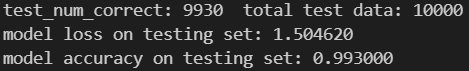 test_num_correct: 9930  total test data: 10000
model loss on testing set: 1.504620
model accuracy on testing set: 0.993000